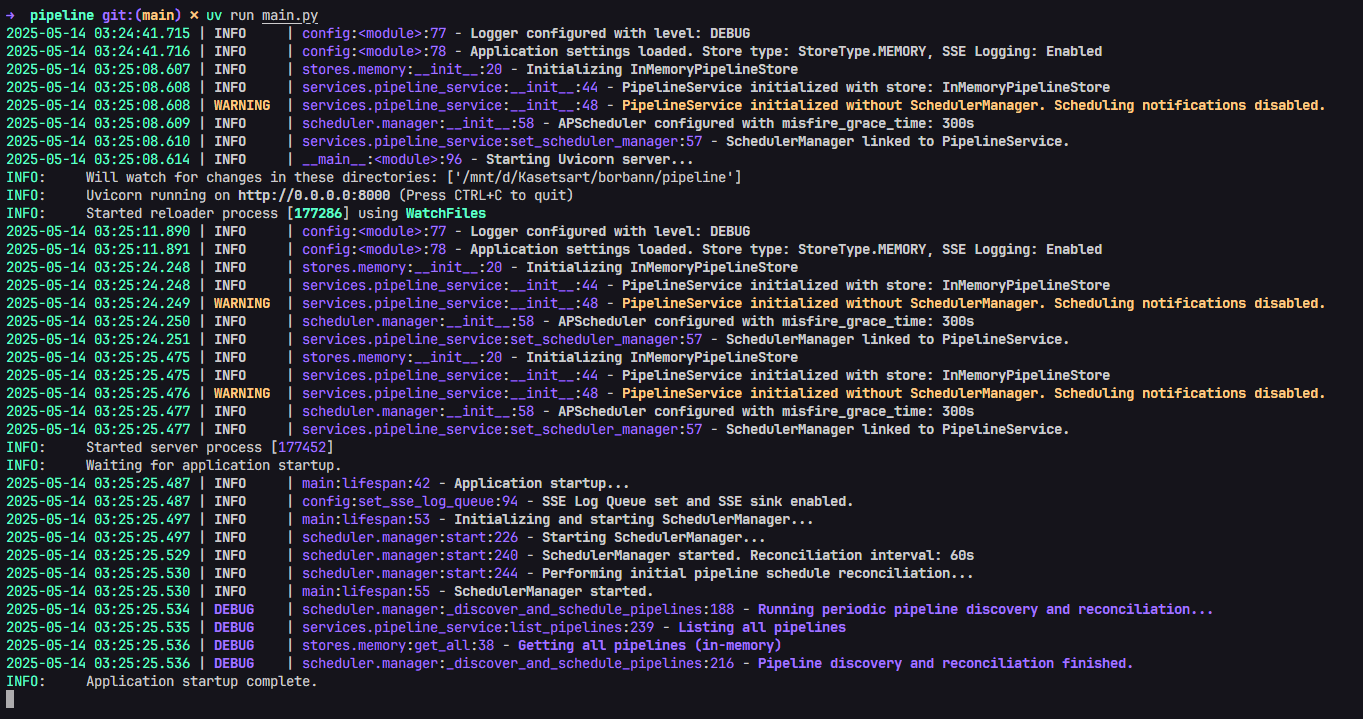 → pipeline git:(main) × uv run main.py
2025-05-14 03:24:41.715 | INFO     | config:<module>:77 - Logger configured with level: DEBUG
2025-05-14 03:24:41.716 | INFO     | config:<module>:78 - Application settings loaded. Store type: StoreType.MEMORY, SSE Logging: Enabled
2025-05-14 03:25:08.607 | INFO     | stores.memory:__init__:20 - Initializing InMemoryPipelineStore
2025-05-14 03:25:08.608 | INFO     | services.pipeline_service:__init__:44 - PipelineService initialized with store: InMemoryPipelineStore
2025-05-14 03:25:08.608 | WARNING  | services.pipeline_service:__init__:48 - PipelineService initialized without SchedulerManager. Scheduling notifications disabled.
2025-05-14 03:25:08.609 | INFO     | scheduler.manager:__init__:58 - APScheduler configured with misfire_grace_time: 300s
2025-05-14 03:25:08.610 | INFO     | services.pipeline_service:set_scheduler_manager:57 - SchedulerManager linked to PipelineService.
2025-05-14 03:25:08.614 | INFO     | __main__:<module>:96 - Starting Uvicorn server...
INFO:     Will watch for changes in these directories: ['/mnt/d/Kasetsart/borbann/pipeline']
INFO:     Uvicorn running on http://0.0.0.0:8000 (Press CTRL+C to quit)
INFO:     Started reloader process [177286] using WatchFiles
2025-05-14 03:25:11.890 | INFO     | config:<module>:77 - Logger configured with level: DEBUG
2025-05-14 03:25:11.891 | INFO     | config:<module>:78 - Application settings loaded. Store type: StoreType.MEMORY, SSE Logging: Enabled
2025-05-14 03:25:24.248 | INFO     | stores.memory:__init__:20 - Initializing InMemoryPipelineStore
2025-05-14 03:25:24.248 | INFO     | services.pipeline_service:__init__:44 - PipelineService initialized with store: InMemoryPipelineStore
2025-05-14 03:25:24.249 | WARNING  | services.pipeline_service:__init__:48 - PipelineService initialized without SchedulerManager. Scheduling notifications disabled.
2025-05-14 03:25:24.250 | INFO     | scheduler.manager:__init__:58 - APScheduler configured with misfire_grace_time: 300s
2025-05-14 03:25:24.251 | INFO     | services.pipeline_service:set_scheduler_manager:57 - SchedulerManager linked to PipelineService.
2025-05-14 03:25:25.475 | INFO     | stores.memory:__init__:20 - Initializing InMemoryPipelineStore
2025-05-14 03:25:25.475 | INFO     | services.pipeline_service:__init__:44 - PipelineService initialized with store: InMemoryPipelineStore
2025-05-14 03:25:25.476 | WARNING  | services.pipeline_service:__init__:48 - PipelineService initialized without SchedulerManager. Scheduling notifications disabled.
2025-05-14 03:25:25.477 | INFO     | scheduler.manager:__init__:58 - APScheduler configured with misfire_grace_time: 300s
2025-05-14 03:25:25.477 | INFO     | services.pipeline_service:set_scheduler_manager:57 - SchedulerManager linked to PipelineService.
INFO:     Started server process [177452]
INFO:     Waiting for application startup.
2025-05-14 03:25:25.487 | INFO     | main:lifespan:42 - Application startup...
2025-05-14 03:25:25.487 | INFO     | config:set_sse_log_queue:94 - SSE Log Queue set and SSE sink enabled.
2025-05-14 03:25:25.497 | INFO     | main:lifespan:53 - Initializing and starting SchedulerManager...
2025-05-14 03:25:25.497 | INFO     | scheduler.manager:start:226 - Starting SchedulerManager...
2025-05-14 03:25:25.529 | INFO     | scheduler.manager:start:240 - SchedulerManager started. Reconciliation interval: 60s
2025-05-14 03:25:25.530 | INFO     | scheduler.manager:start:244 - Performing initial pipeline schedule reconciliation...
2025-05-14 03:25:25.530 | INFO     | main:lifespan:55 - SchedulerManager started.
2025-05-14 03:25:25.534 | DEBUG    | scheduler.manager:_discover_and_schedule_pipelines:188 - Running periodic pipeline discovery and reconciliation...
2025-05-14 03:25:25.535 | DEBUG    | services.pipeline_service:list_pipelines:239 - Listing all pipelines
2025-05-14 03:25:25.536 | DEBUG    | stores.memory:get_all:38 - Getting all pipelines (in-memory)
2025-05-14 03:25:25.536 | DEBUG    | scheduler.manager:_discover_and_schedule_pipelines:216 - Pipeline discovery and reconciliation finished.
INFO:     Application startup complete.